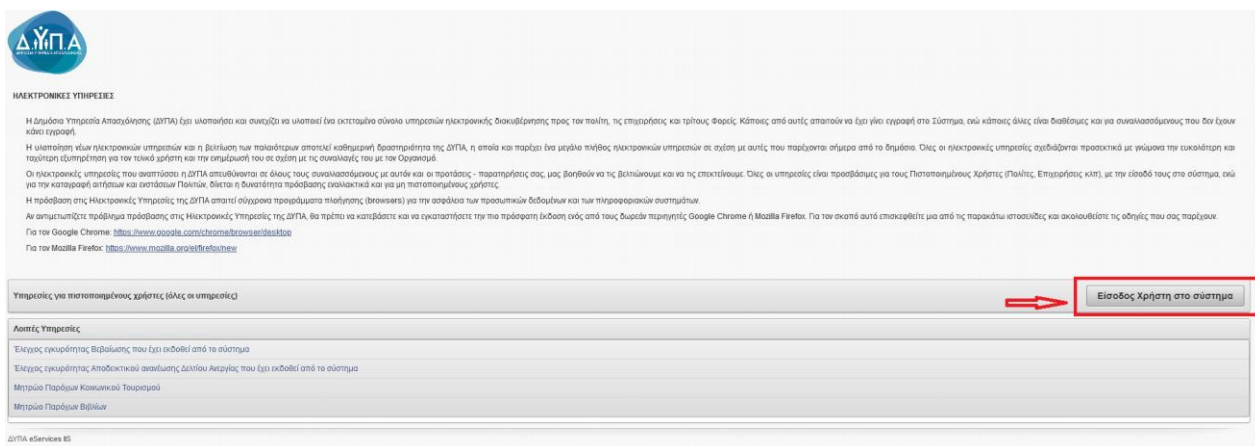 Δ.ΥΠ.Α
ΗΛΕΚΤΡΟΝΙΚΕΣ ΥΠΗΡΕΣΙΕΣ
Η Δημόσια Υπηρεσία Απασχόλησης (ΔΥΠΑ) έχει υλοποιήσει και συνεχίζει να υλοποιεί ένα εκτεταμένο σύνολο υπηρεσιών ηλεκτρονικής διακυβέρνησης προς τον πολίτη, τις επιχειρήσεις και τρίτους Φορείς. Κάποιες από αυτές απαιτούν να έχει γίνει εγγραφή στο Σύστημα, ενώ κάποιες άλλες είναι διαθέσιμες και για συναλλασσόμενους που δεν έχουν
κάνει εγγραφή.
Η υλοποίηση νέων ηλεκτρονικών υπηρεσιών και η βελτίωση των παλαιότερων αποτελεί καθημερινή δραστηριότητα της ΔΥΠΑ, η οποία και παρέχει ένα μεγάλο πλήθος ηλεκτρονικών υπηρεσιών σε σχέση με αυτές που παρέχονται σήμερα από το δημόσιο. Όλες οι ηλεκτρονικές υπηρεσίες σχεδιάζονται προσεκτικά με γνώμονα την ευκολότερη και
ταχύτερη εξυπηρέτηση για τον τελικό χρήστη και την ενημέρωσή του σε σχέση με τις συναλλαγές του με τον Οργανισμό.
Οι ηλεκτρονικές υπηρεσίες που αναπτύσσει η ΔΥΠΑ απευθύνονται σε όλους τους συναλλασσόμενους με αυτόν και οι προτάσεις - παρατηρήσεις σας, μας βοηθούν να τις βελτιώνουμε και να τις επεκτείνουμε. Όλες οι υπηρεσίες είναι προσβάσιμες για τους Πιστοποιημένους Χρήστες (Πολίτες, Επιχειρήσεις κλπ), με την είσοδό τους στο σύστημα, ενώ
για την καταγραφή αιτήσεων και ενστάσεων Πολιτών, δίνεται η δυνατότητα πρόσβασης εναλλακτικά και για μη πιστοποιημένους χρήστες.
Η πρόσβαση στις Ηλεκτρονικές Υπηρεσίες της ΔΥΠΑ απαιτεί σύγχρονα προγράμματα πλοήγησης (browsers) για την ασφάλεια των προσωπικών δεδομένων και των πληροφοριακών συστημάτων.
Αν αντιμετωπίζετε πρόβλημα πρόσβασης στις Ηλεκτρονικές Υπηρεσίες της ΔΥΠΑ, θα πρέπει να κατεβάσετε και να εγκαταστήσετε την πιο πρόσφατη έκδοση ενός από τους δωρεάν περιηγητές Google Chrome ή Mozilla Firefox. Για τον σκοπό αυτό επισκεφθείτε μια από τις παρακάτω ιστοσελίδες και ακολουθείστε τις οδηγίες που σας παρέχουν.
Για τον Google Chrome: https://www.google.com/chrome/browser/desktop
Για τον Mozilla Firefox: https://www.mozilla.org/el/firefox/new
Υπηρεσίες για πιστοποιημένους χρήστες (όλες οι υπηρεσίες)
Είσοδος Χρήστη στο σύστημα
Λοιπές Υπηρεσίες
Έλεγχος εγκυρότητας Βεβαίωσης που έχει εκδοθεί από το σύστημα
Έλεγχος εγκυρότητας Αποδεικτικού ανανέωσης Δελτίου Ανεργίας που έχει εκδοθεί από το σύστημα
Μητρώο Παρόχων Κοινωνικού Τουρισμού
Μητρώο Παρόχων Βιβλίων
ΔΥΠΑ eServices IIS